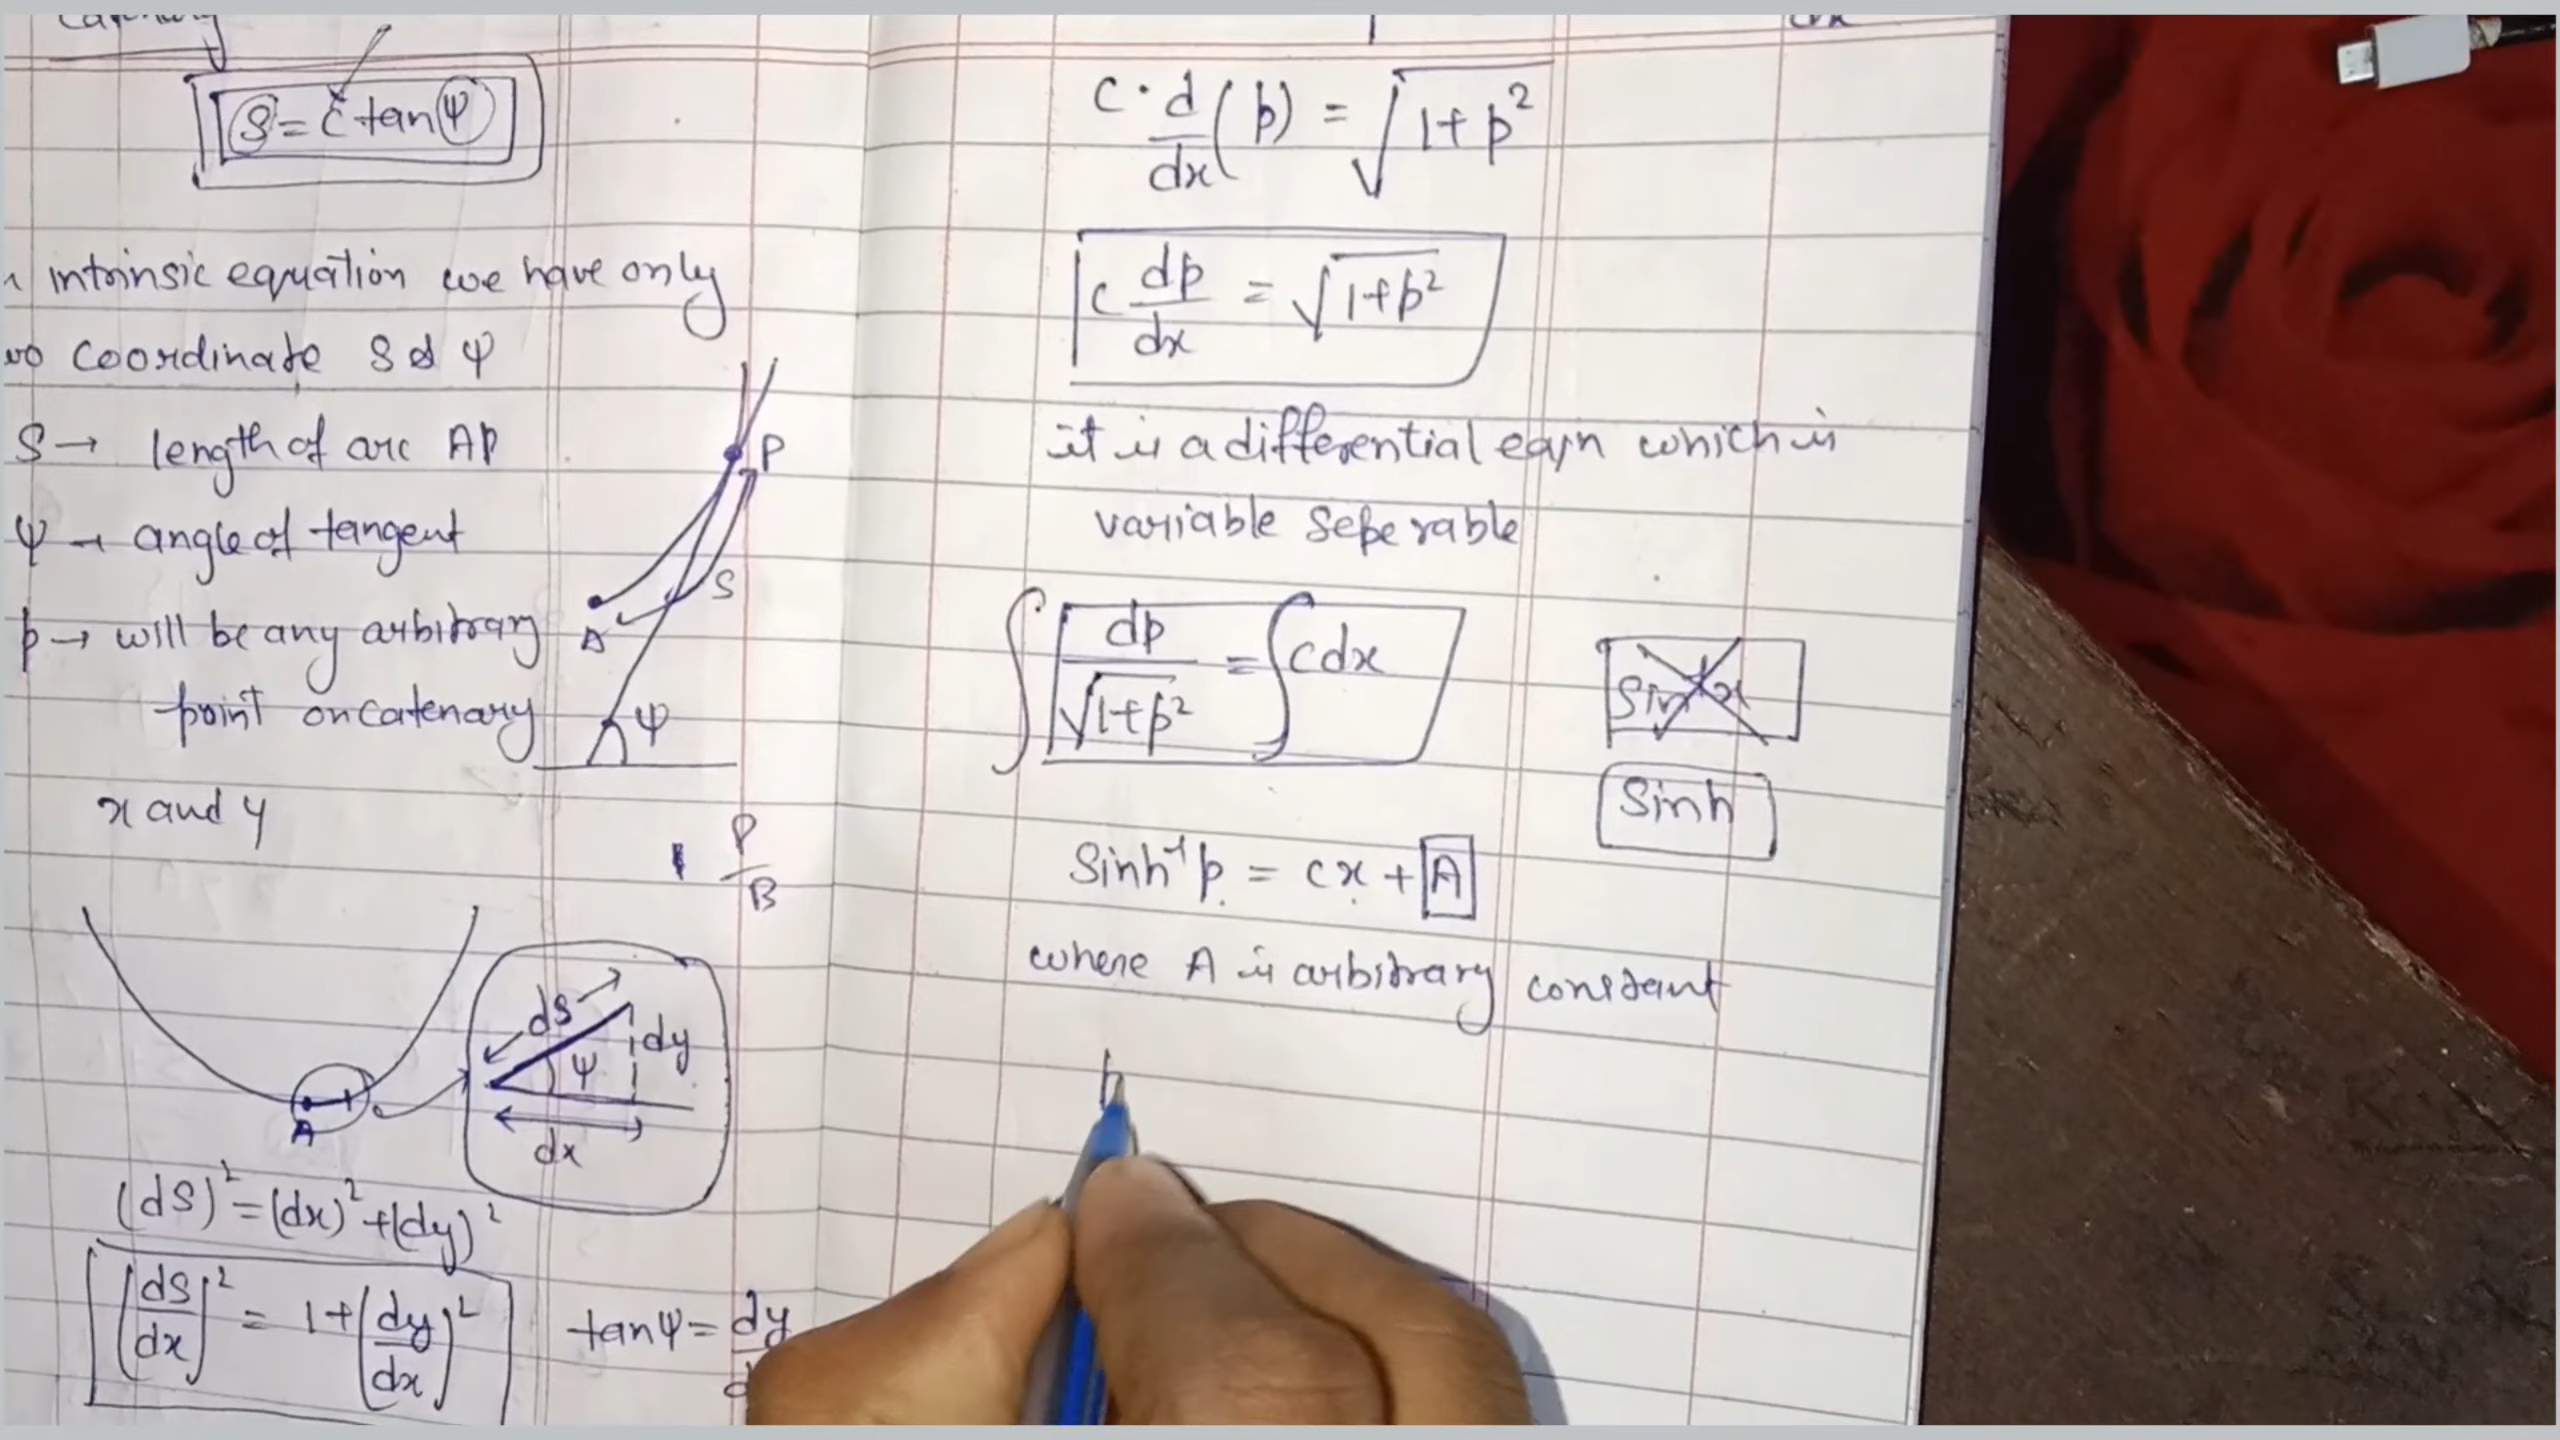 S = c tan ψ
intrinsic equation we have only
coordinate S & ψ
S → length of arc AP
ψ → angle of tangent
p → will be any arbitrary
point on catenary
P
S
A
ψ
x and y
P
B
A
dS
dy
ψ
dx
(dS)² = (dx)² + (dy)²
(dS/dx)² = 1 + (dy/dx)²
tan ψ = dy
c · d/dx (p) = √1+p²
c dp/dx = √1+p²
it is a differential eqn which is
variable Seperable
∫ dp/√1+p² = ∫ c dx
Sinh
Sinh⁻¹ p = cx + A
where A is arbitrary constant
p